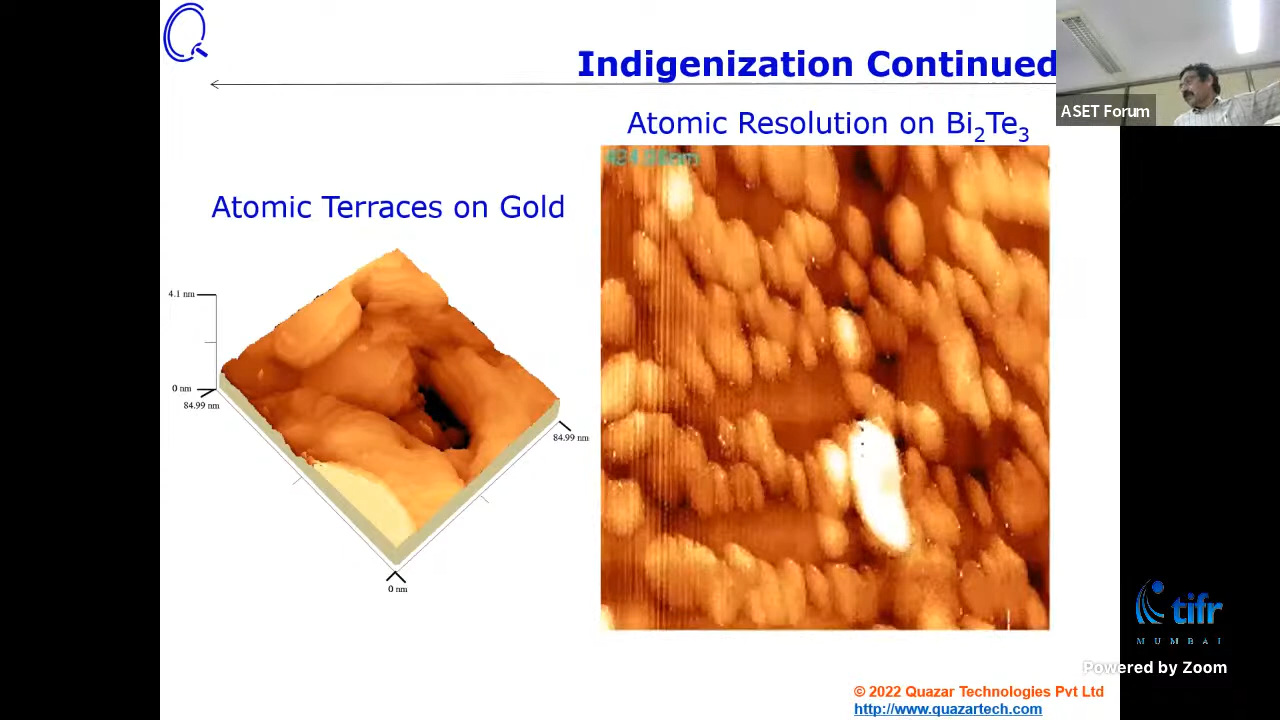 Indigenization Continued
ASET Forum
Atomic Resolution on Bi₂Te₃
Atomic Terraces on Gold
4.1 nm
0 nm
84.99 nm
84.99 nm
0 nm
tifr
MUMBAI
Powered by Zoom
© 2022 Quazar Technologies Pvt Ltd
http://www.quazartech.com